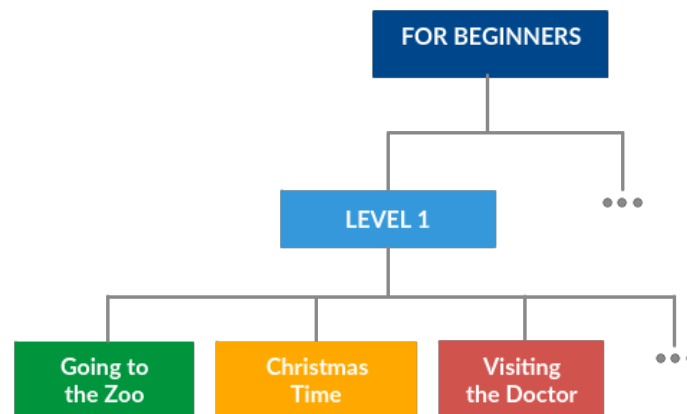 FOR BEGINNERS
LEVEL 1
Going to
the Zoo
Christmas
Time
Visiting
the Doctor